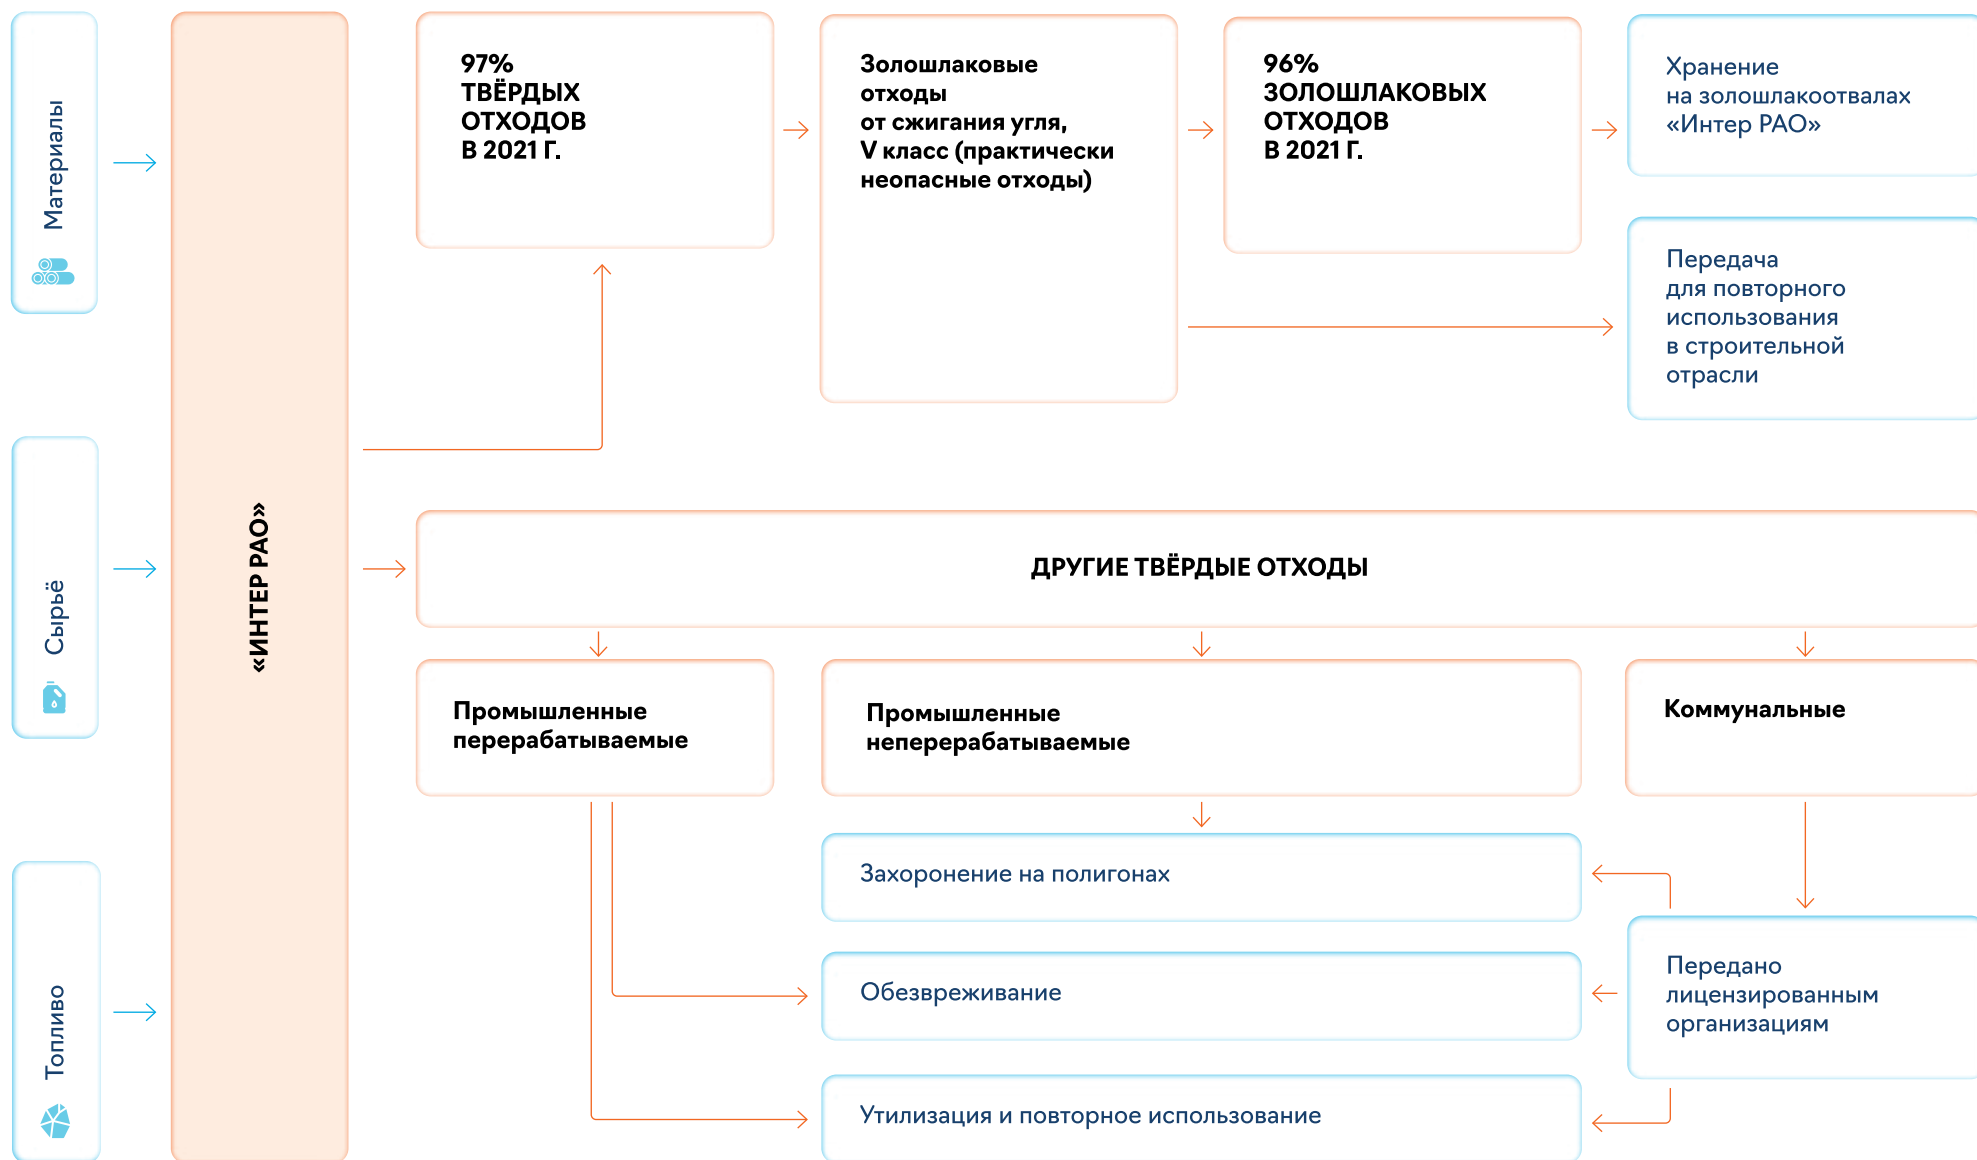 Материалы
Сырьё
Топливо
«ИНТЕР РАО»
97%
ТВЁРДЫХ
ОТХОДОВ
В 2021 Г.
Золошлаковые
отходы
от сжигания угля,
V класс (практически
неопасные отходы)
96%
ЗОЛОШЛАКОВЫХ
ОТХОДОВ
В 2021 Г.
Хранение
на золошлакоотвалах
«Интер РАО»
Передача
для повторного
использования
в строительной
отрасли
ДРУГИЕ ТВЁРДЫЕ ОТХОДЫ
Промышленные
перерабатываемые
Промышленные
неперерабатываемые
Коммунальные
Захоронение на полигонах
Обезвреживание
Утилизация и повторное использование
Передано
лицензированным
организациям